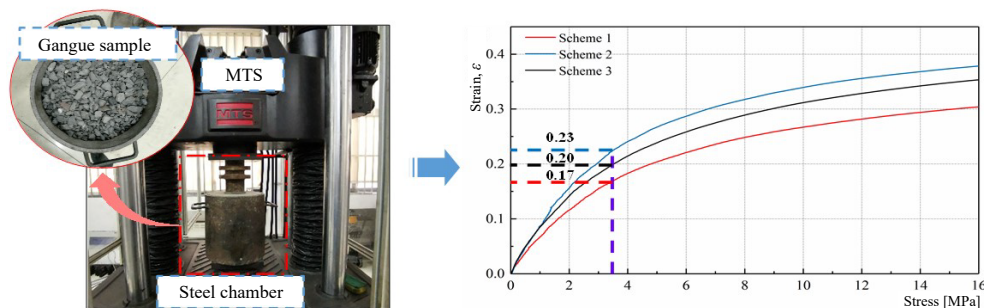 Gangue sample
MTS
MTS
Steel chamber
Strain, ε
0.4
0.3
0.2
0.1
0.0
Scheme 1
Scheme 2
Scheme 3
0.23
0.20
0.17
0 2 4 6 8 10 12 14 16
Stress [MPa]